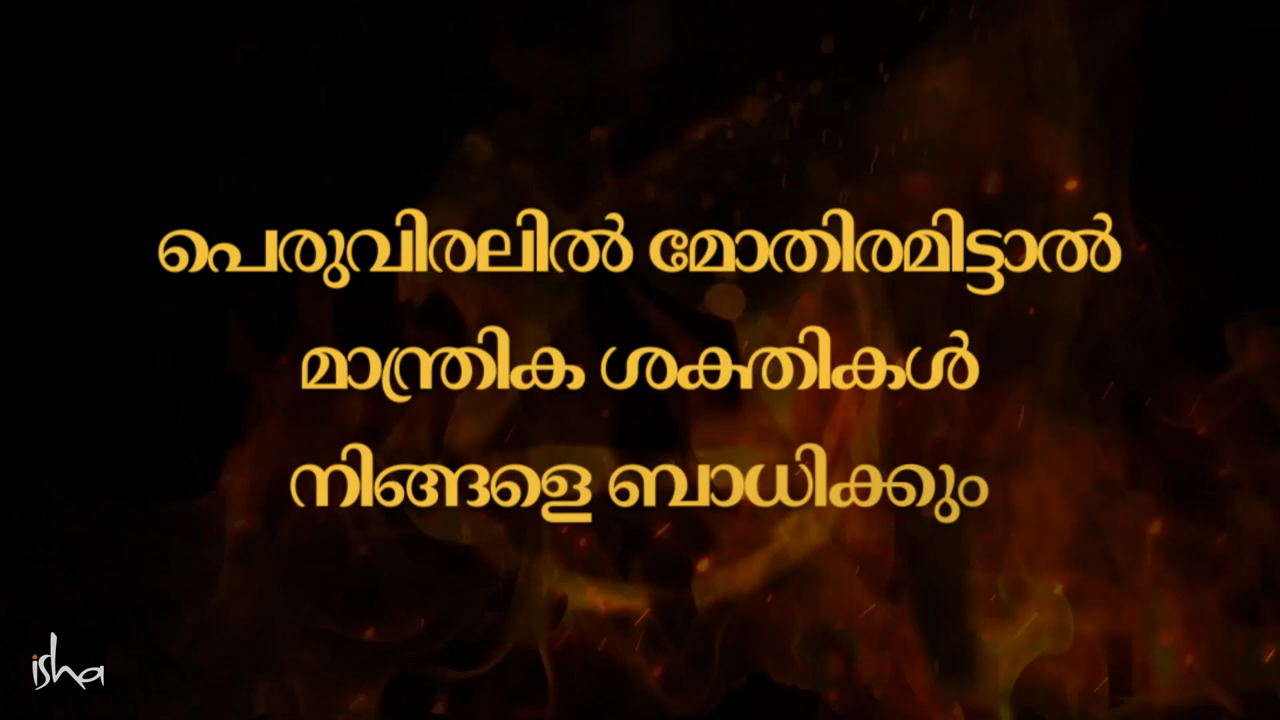 പെരുവിരലിൽ മോതിരമിട്ടാൽ
മാന്ത്രിക ശക്തികൾ
നിങ്ങളെ ബാധിക്കും
isha